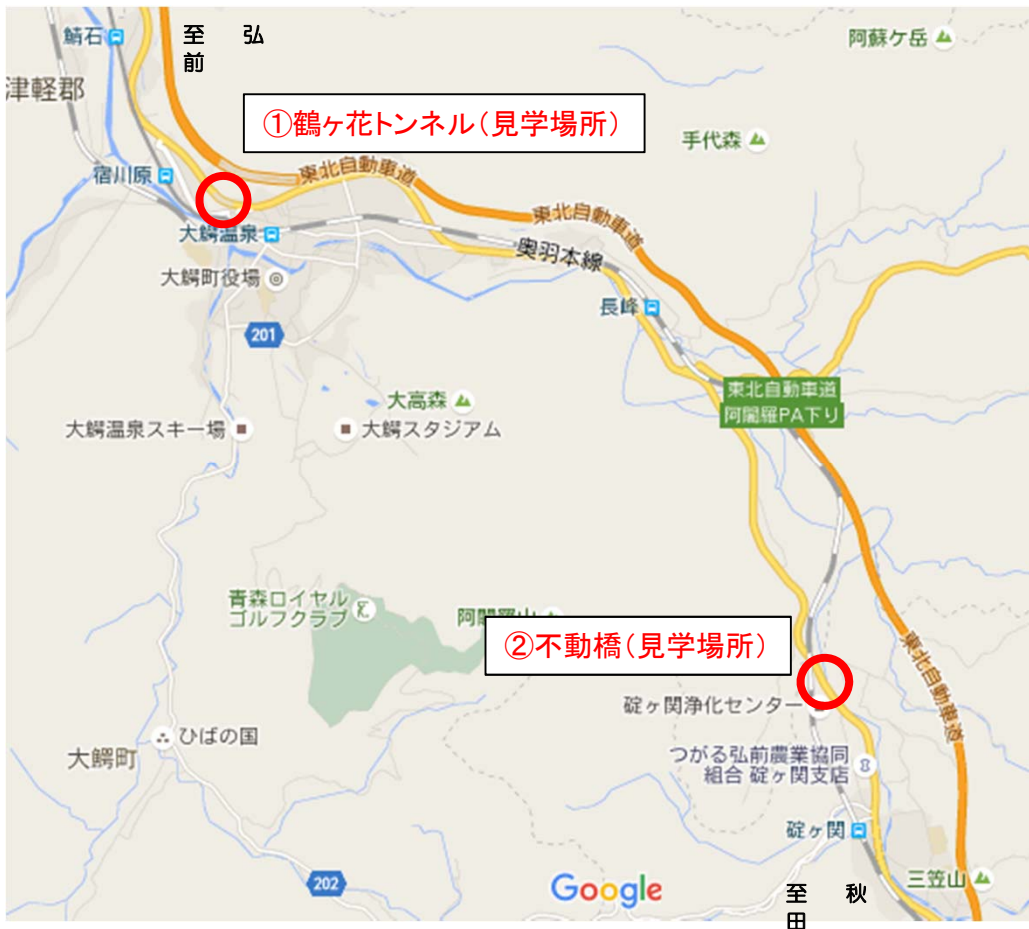 鯖石
至 弘
前
阿蘇ケ岳
津軽郡
①鶴ヶ花トンネル(見学場所)
手代森
宿川原
東北自動車道
東北自動車道
大鰐温泉
奥羽本線
大鰐町役場
長峰
201
東北自動車道
阿闍羅PA下り
大高森
大鰐温泉スキー場
大鰐スタジアム
青森ロイヤル
ゴルフクラブ
阿闍羅山
②不動橋(見学場所)
東北自動車道
碇ヶ関浄化センター
ひばの国
大鰐町
つがる弘前農業協同
組合 碇ヶ関支店
碇ヶ関
三笠山
202
Google
至 秋
田